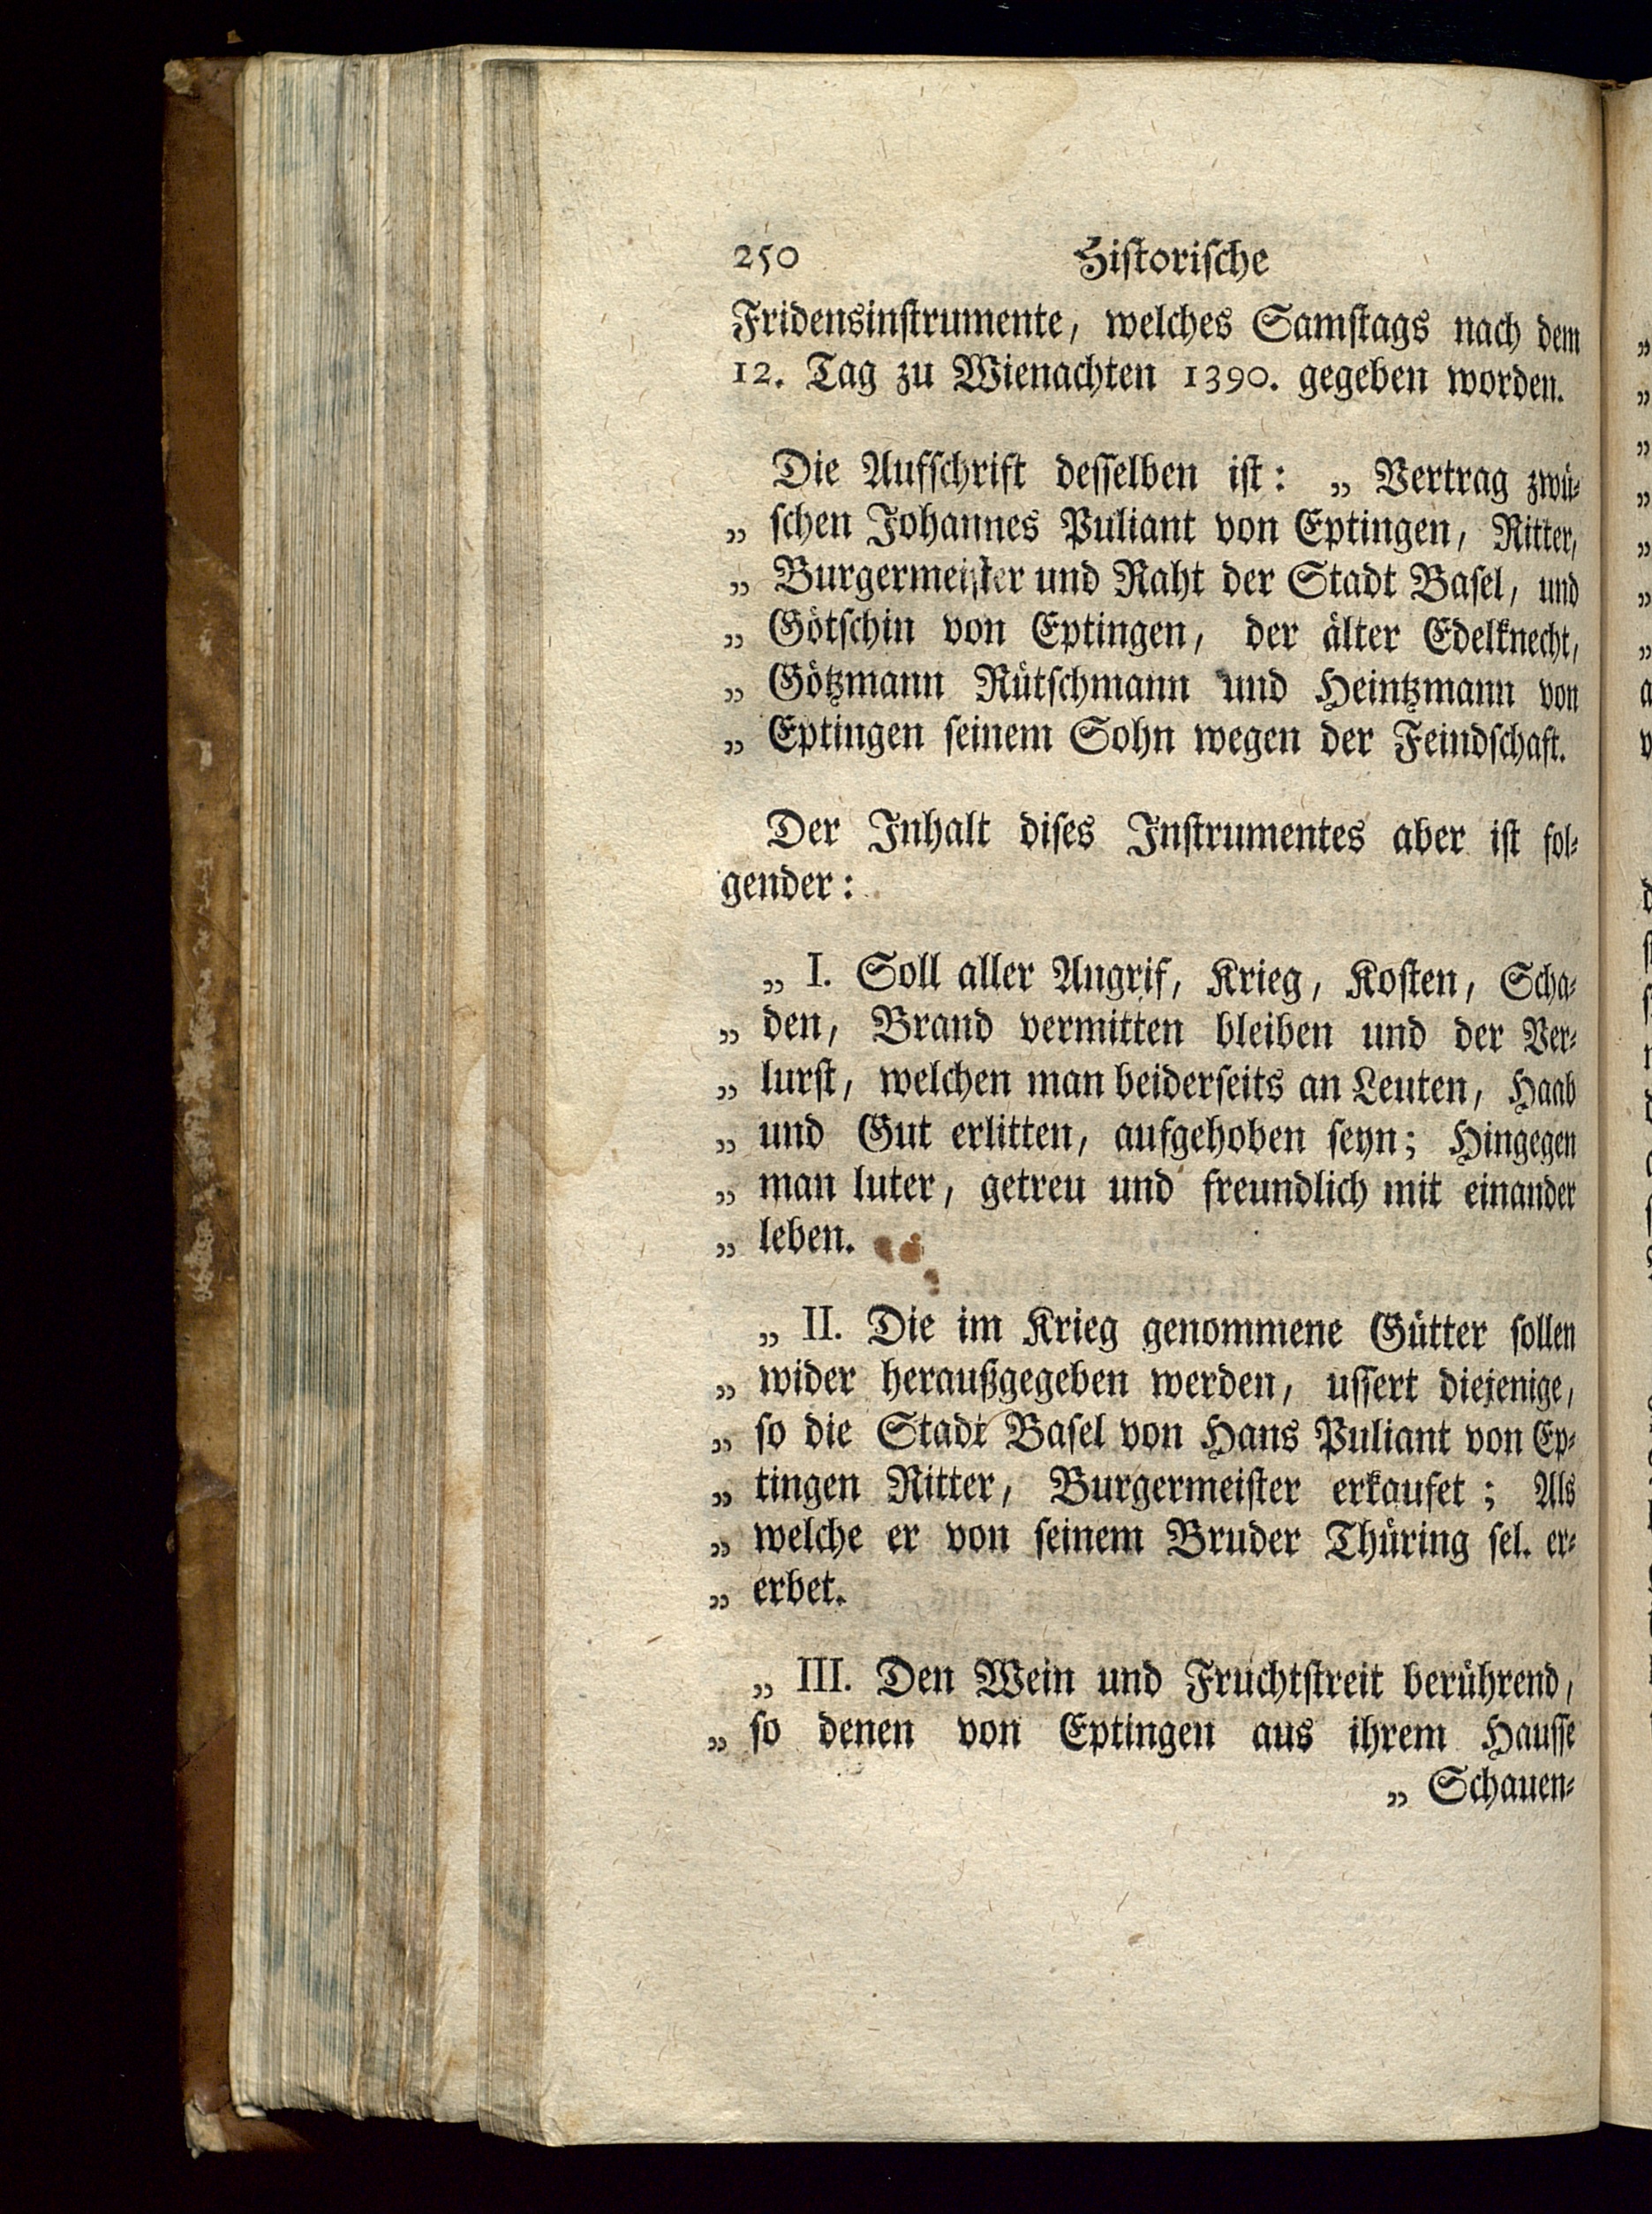 250 Historische
Fridensinstrumente, welches Samstags nach dem
12. Tag zu Wienachten 1390. gegeben worden.
Die Aufschrift desselben ist: „ Vertrag zwü-
„ schen Johannes Puliant von Eptingen, Ritter,
„ Burgermeister und Raht der Stadt Basel, und
„ Götschin von Eptingen, der älter Edelknecht,
„ Götzmann Rütschmann und Heintzmann von
„ Eptingen seinem Sohn wegen der Feindschaft.
Der Inhalt dises Instrumentes aber ist fol-
gender:
„ I. Soll aller Angrif, Krieg, Kosten, Scha-
„ den, Brand vermitten bleiben und der Ver-
„ lurst, welchen man beiderseits an Leuten, Haab
„ und Gut erlitten, aufgehoben seyn; Hingegen
„ man luter, getreu und freundlich mit einander
„ leben.
„ II. Die im Krieg genommene Gütter sollen
„ wider heraußgegeben werden, ussert diejenige,
„ so die Stadt Basel von Hans Puliant von Ep-
„ tingen Ritter, Burgermeister erkaufet; Als
„ welche er von seinem Bruder Thüring sel. er-
„ erbet.
„ III. Den Wein und Fruchtstreit berührend,
„ so denen von Eptingen aus ihrem Hausse
„ Schauen-